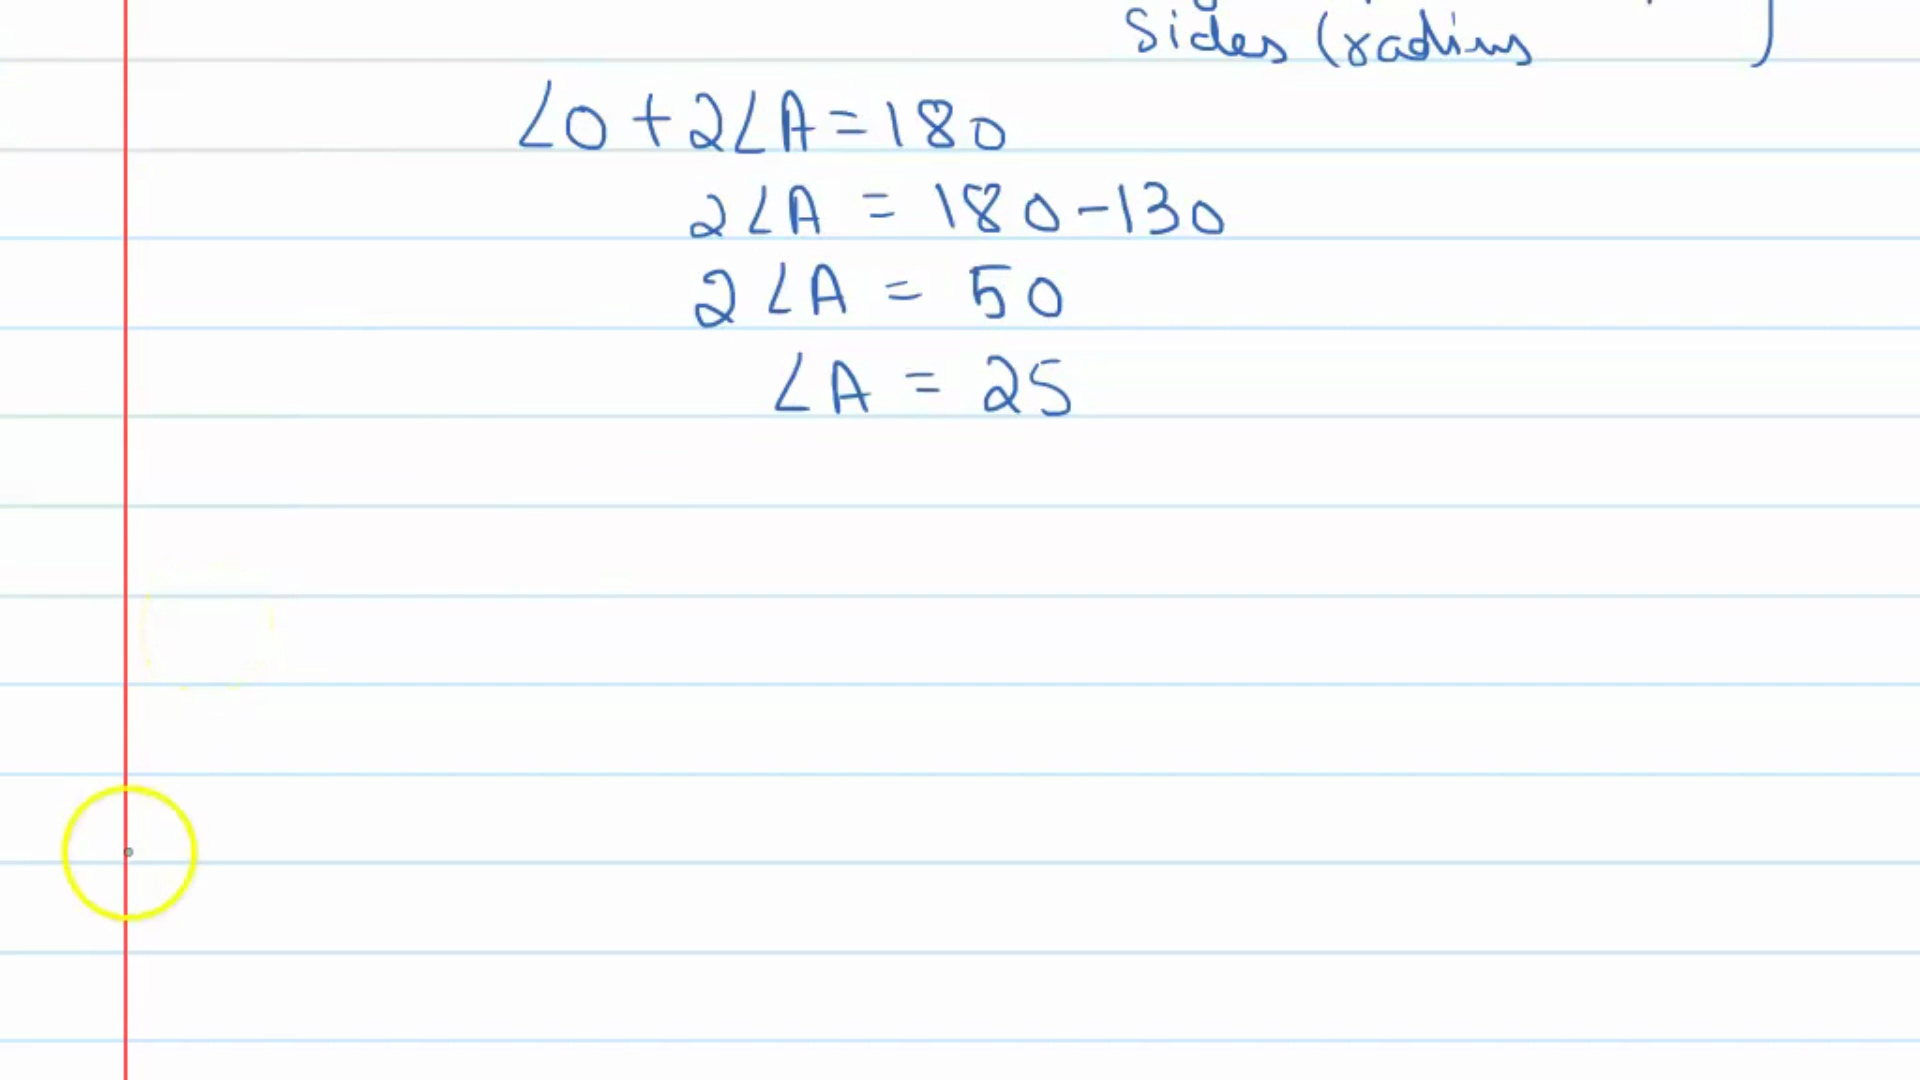 Sides (radius )
∠O + 2∠A = 180
2∠A = 180 - 130
2∠A = 50
∠A = 25